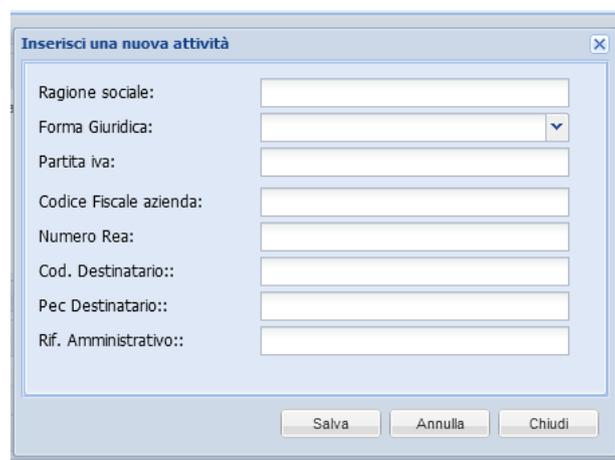 Inserisci una nuova attività
Ragione sociale:
Forma Giuridica:
Partita iva:
Codice Fiscale azienda:
Numero Rea:
Cod. Destinatario::
Pec Destinatario::
Rif. Amministrativo::
Salva Annulla Chiudi